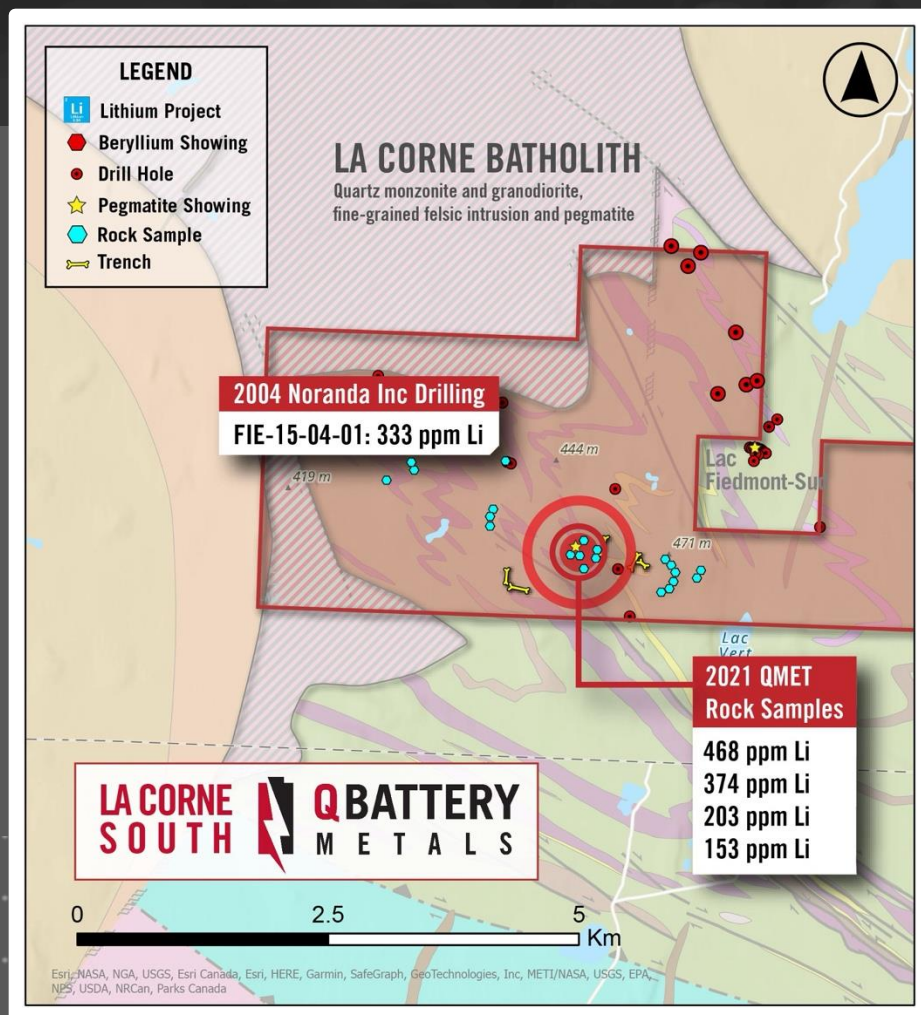 LEGEND
Li
Lithium Project
Beryllium Showing
Drill Hole
Pegmatite Showing
Rock Sample
Trench
LA CORNE BATHOLITH
Quartz monzonite and granodiorite,
fine-grained felsic intrusion and pegmatite
2004 Noranda Inc Drilling
FIE-15-04-01: 333 ppm Li
419 m
444 m
Lac
Fiedmont-Sud
471 m
Lac
Vert
2021 QMET
Rock Samples
468 ppm Li
374 ppm Li
203 ppm Li
153 ppm Li
LA CORNE
SOUTH
QBATTERY
METALS
0 2.5 5
Km
Esri, NASA, NGA, USGS, Esri Canada, Esri, HERE, Garmin, SafeGraph, GeoTechnologies, Inc, METI/NASA, USGS, EPA,
NPS, USDA, NRCan, Parks Canada